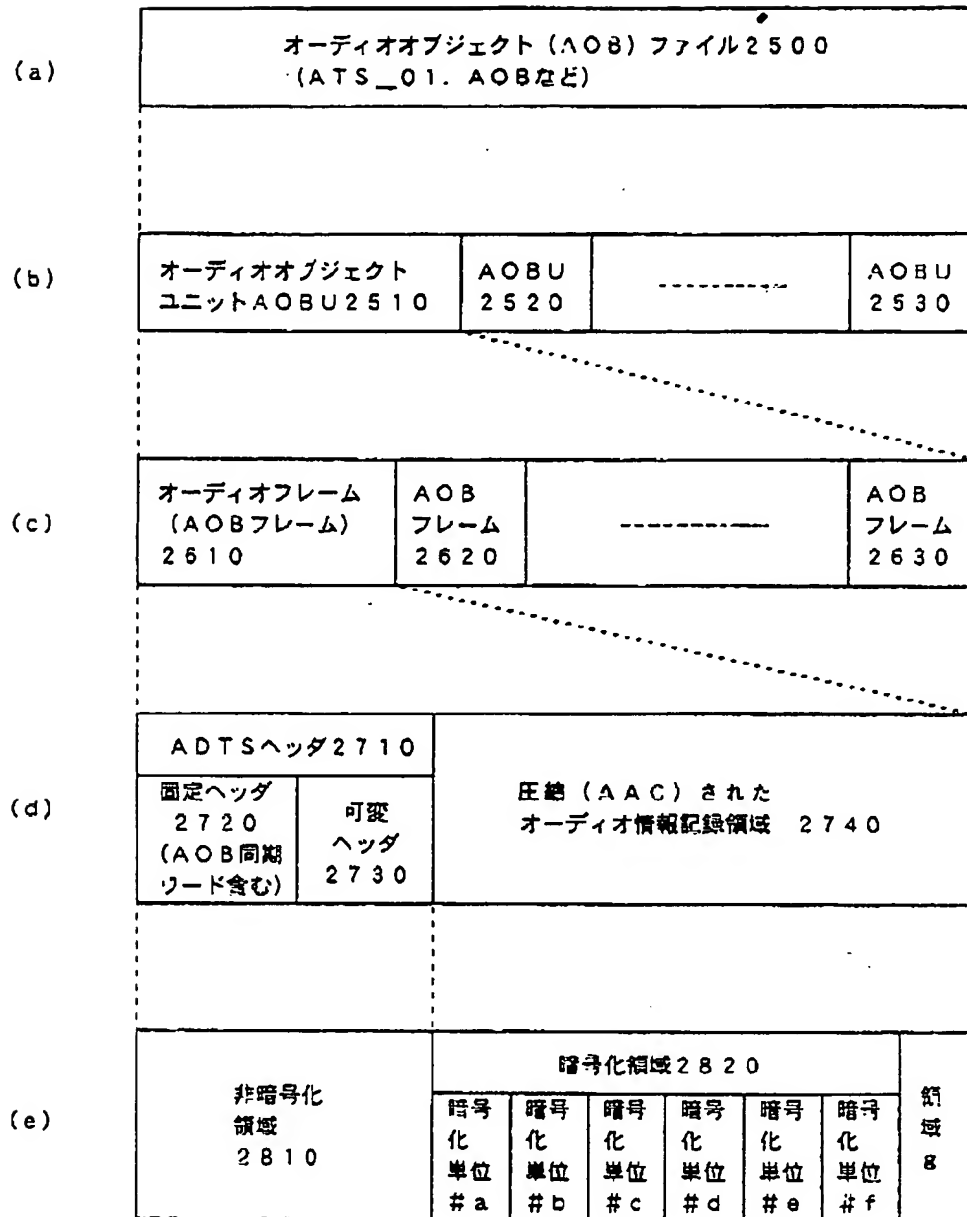 (a)
オーディオオブジェクト (AOB) ファイル2500
(ATS_01. AOBなど)
(b)
オーディオオブジェクト
ユニットAOBU2510
AOBU
2520
AOBU
2530
(c)
オーディオフレーム
(AOBフレーム)
2610
AOB
フレーム
2620
AOB
フレーム
2630
(d)
ADTSヘッダ2710
固定ヘッダ
2720
(AOB同期
ワード含む)
可変
ヘッダ
2730
圧縮 (AAC) された
オーディオ情報記録領域 2740
(e)
非暗号化
領域
2810
暗号化領域2820
暗号
化
単位
#a
暗号
化
単位
#b
暗号
化
単位
#c
暗号
化
単位
#d
暗号
化
単位
#e
暗号
化
単位
#f
領
域
g